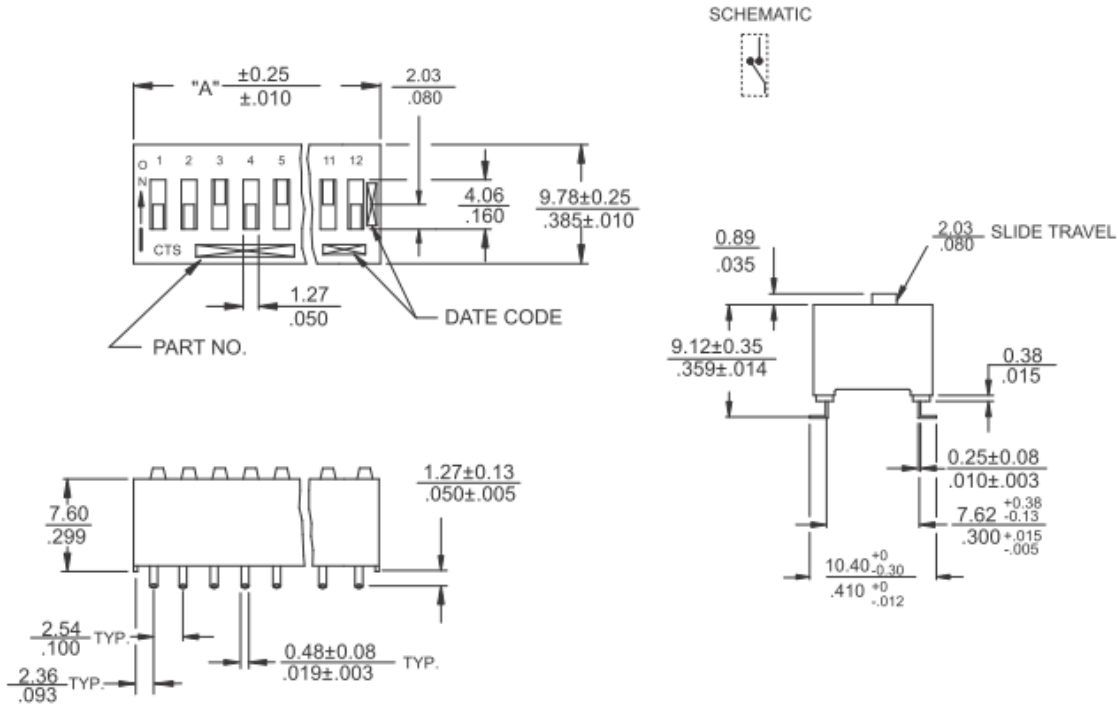 SCHEMATIC
"A" ±0.25
±.010
2.03
.080
O 1 2 3 4 5 11 12
N
CTS
4.06
.160
9.78±0.25
.385±.010
1.27
.050
DATE CODE
PART NO.
0.89
.035
2.03
.080 SLIDE TRAVEL
9.12±0.35
.359±.014
0.38
.015
0.25±0.08
.010±.003
7.62 +0.38 -0.13
.300 +.015 -.005
10.40 +0 -0.30
.410 +0 -.012
7.60
.299
1.27±0.13
.050±.005
2.54 TYP.
.100
0.48±0.08 TYP.
.019±.003
2.36 TYP.
.093